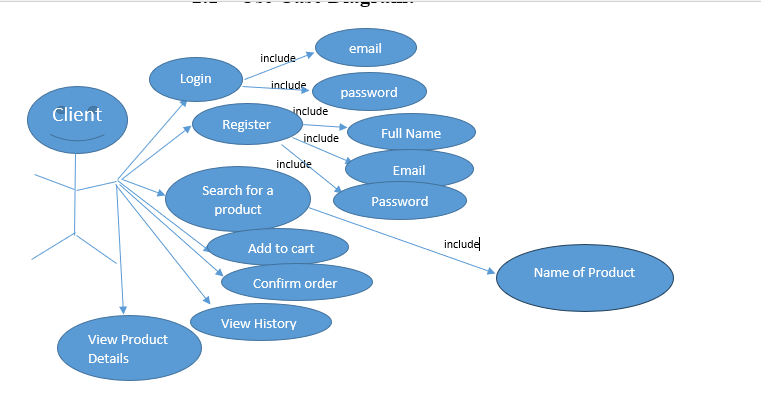 email
include
Login
include
password
Client
include
Register
Full Name
include
include
Email
Search for a
product
Password
include
Add to cart
Name of Product
Confirm order
View History
View Product
Details